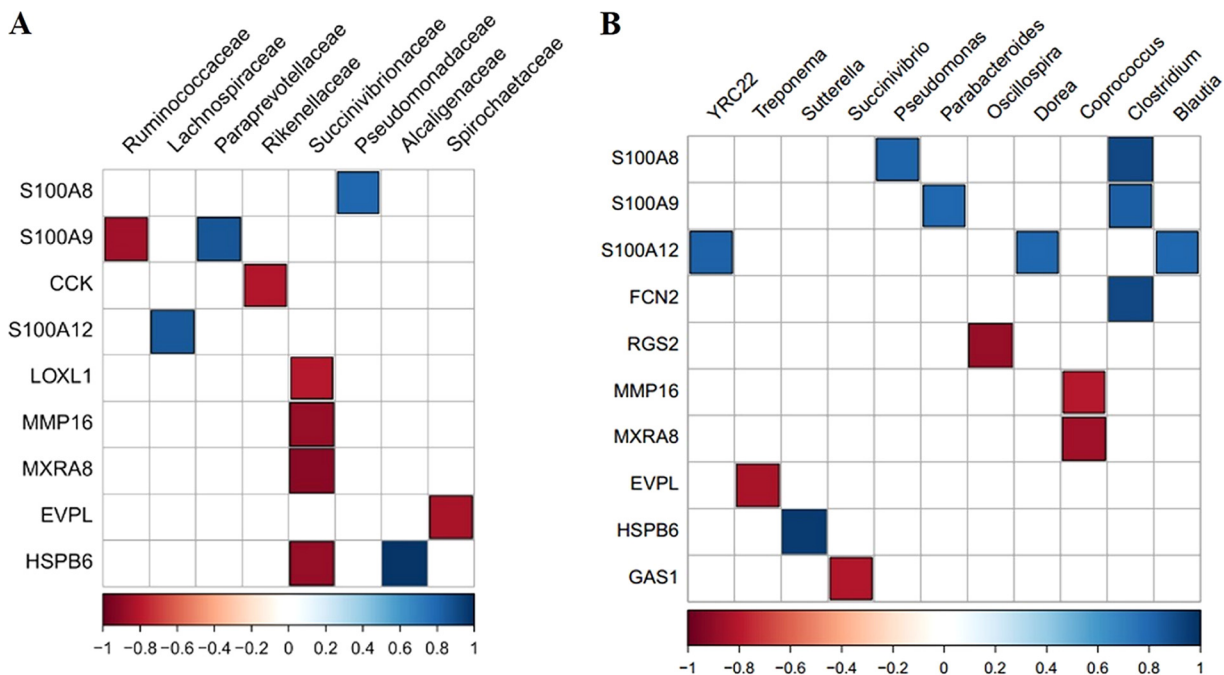 A
Ruminococcaceae
Lachnospiraceae
Paraprevotellaceae
Rikenellaceae
Succinivibrionaceae
Pseudomonadaceae
Alcaligenaceae
Spirochaetaceae
S100A8
S100A9
CCK
S100A12
LOXL1
MMP16
MXRA8
EVPL
HSPB6
−1 −0.8 −0.6 −0.4 −0.2 0 0.2 0.4 0.6 0.8 1
B
YRC22
Treponema
Sutterella
Succinivibrio
Pseudomonas
Parabacteroides
Oscillospira
Dorea
Coprococcus
Clostridium
Blautia
S100A8
S100A9
S100A12
FCN2
RGS2
MMP16
MXRA8
EVPL
HSPB6
GAS1
−1 −0.8 −0.6 −0.4 −0.2 0 0.2 0.4 0.6 0.8 1